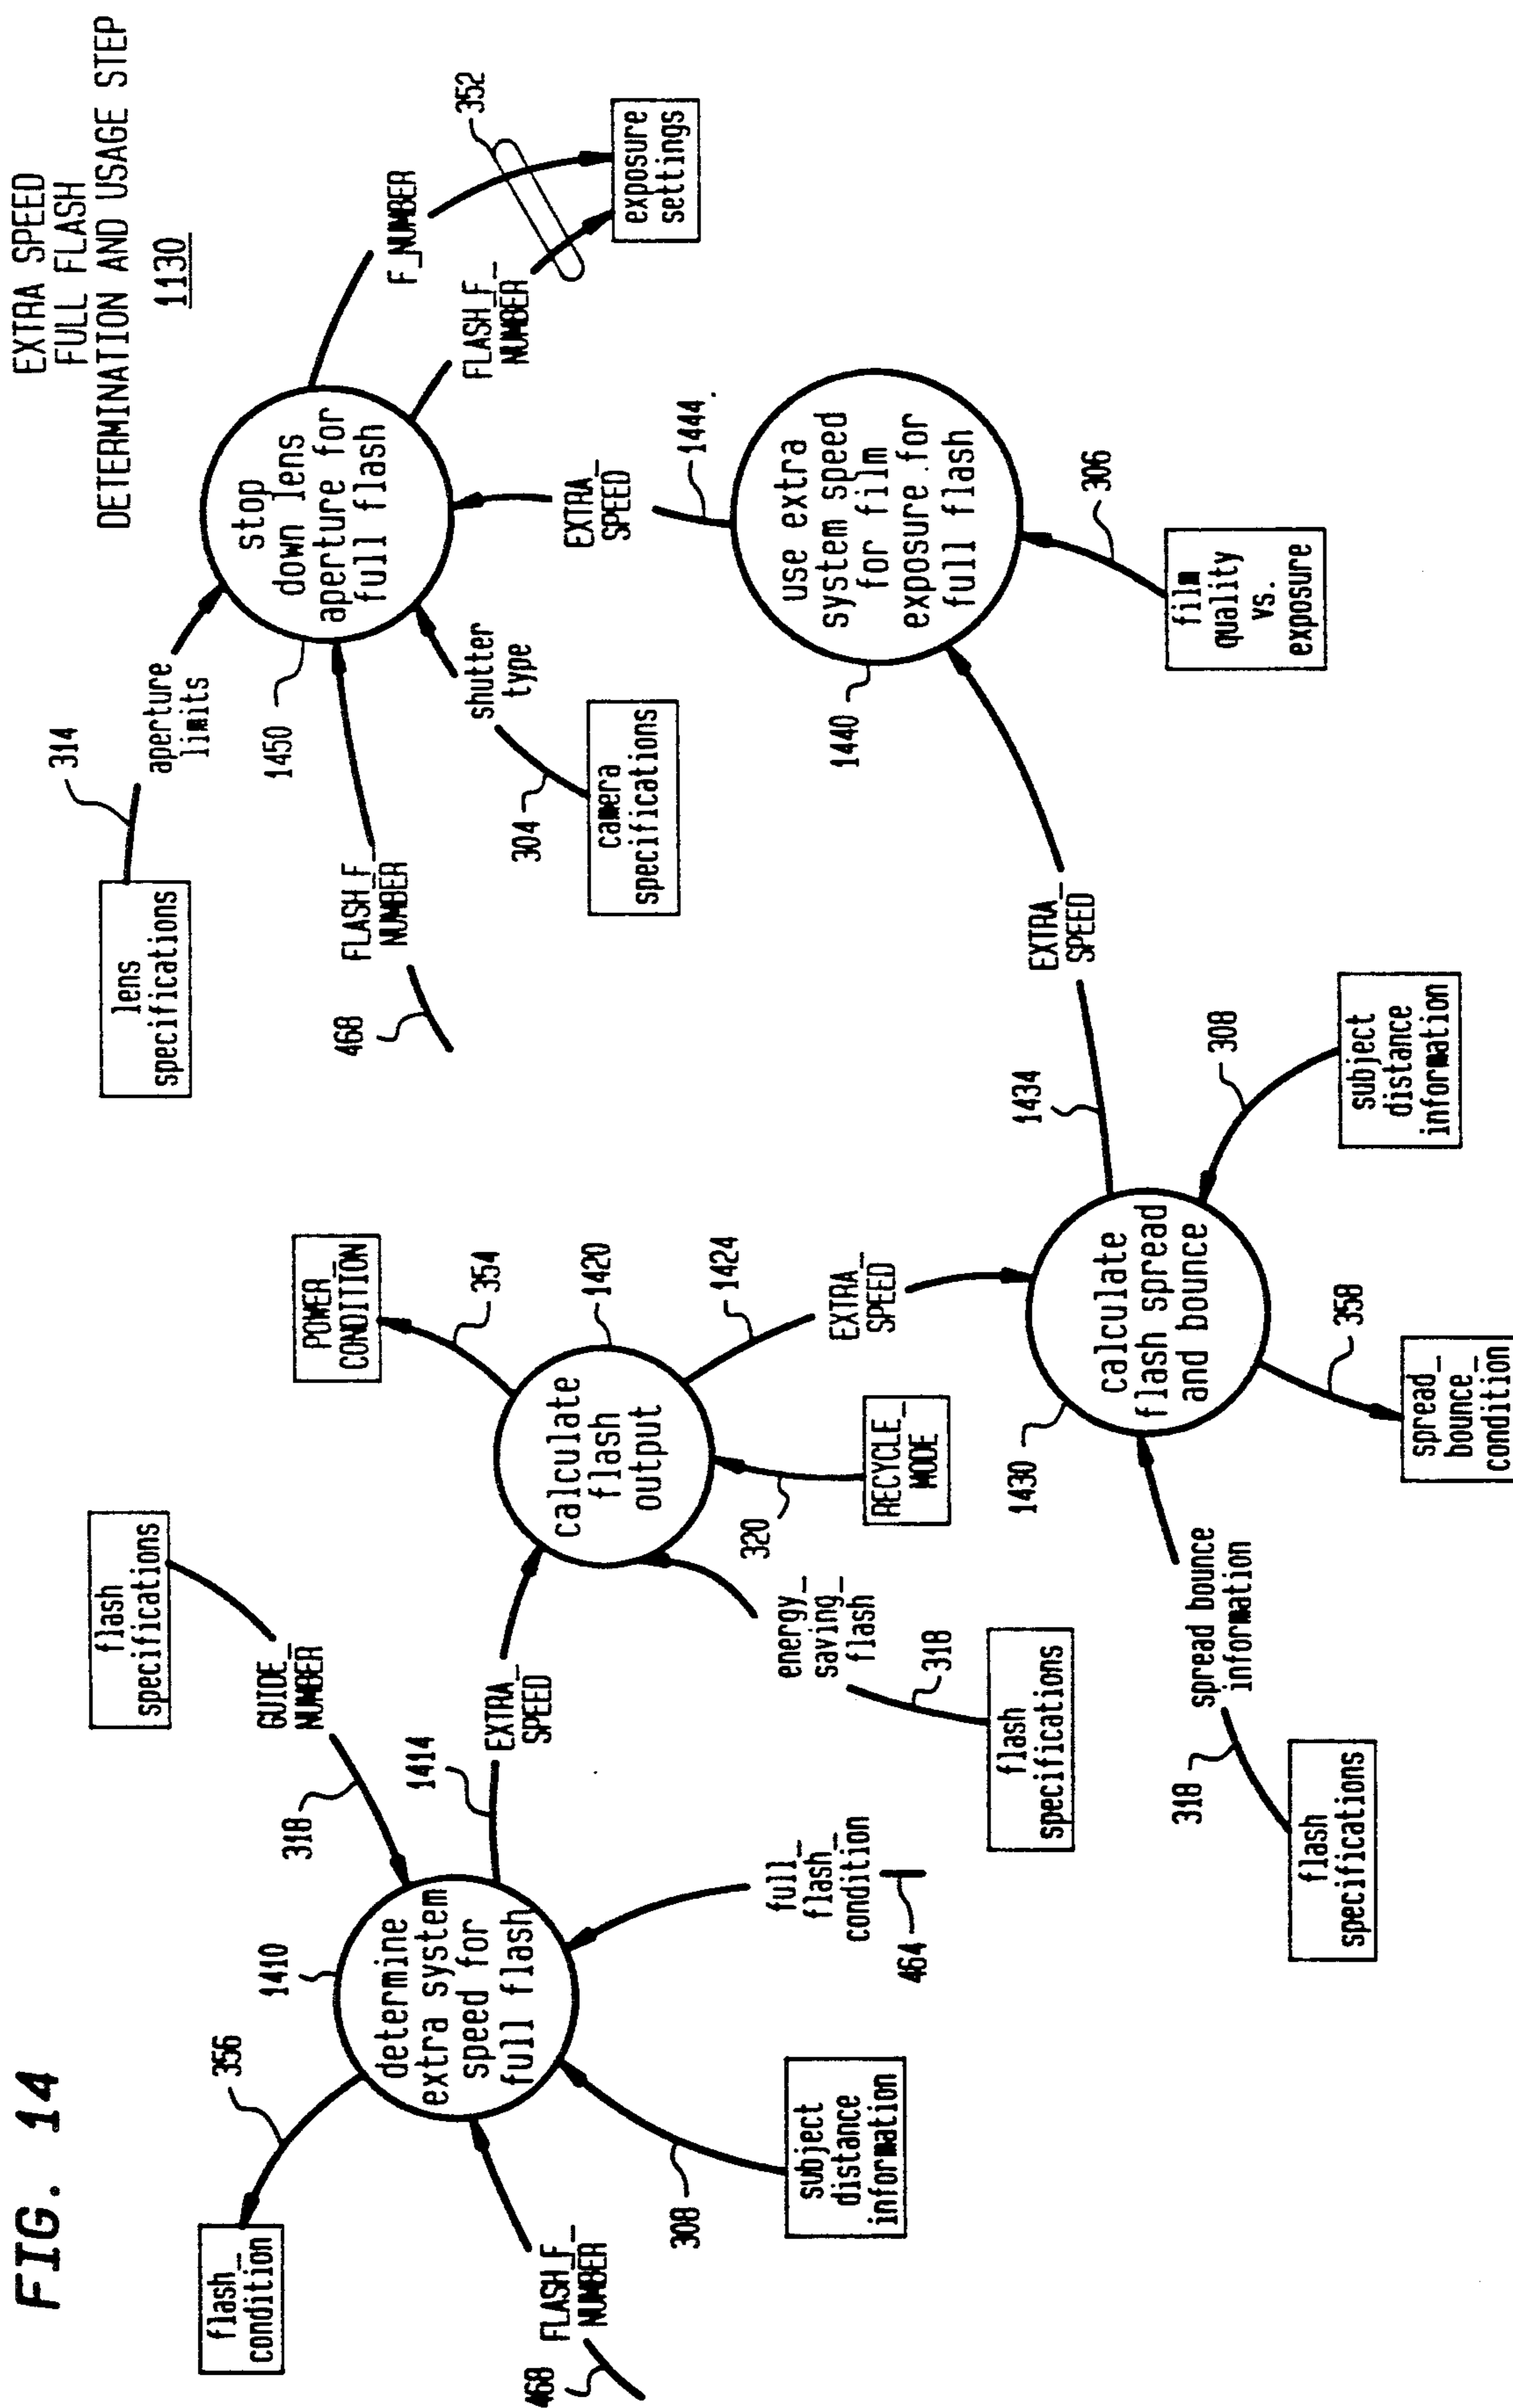 FIG. 14
EXTRA SPEED
FULL FLASH
DETERMINATION AND USAGE STEP
1130
flash_
condition
356
1410
determine
extra system
speed for
full flash
FLASH_F_
NUMBER
468
308
subject
distance
information
full_
flash_
condition
464
flash
specifications
GUIDE_
NUMBER
318
1414
EXTRA_
SPEED
calculate
flash
output
POWER_
CONDITION
354
1420
1424
EXTRA_
SPEED
320
RECYCLE_
MODE
energy_
saving_
flash
318
flash
specifications
calculate
flash spread
and bounce
1430
spread bounce
information
318
flash
specifications
358
spread_
bounce_
condition
308
subject
distance
information
1434
EXTRA_
SPEED
use extra
system speed
for film
exposure for
full flash
1440
306
film
quality
vs.
exposure
1444
EXTRA_
SPEED
stop
down lens
aperture for
full flash
1450
lens
specifications
314
aperture
limits
FLASH_F_
NUMBER
468
shutter
type
304
camera
specifications
F_NUMBER
FLASH_F_
NUMBER
352
exposure
settings